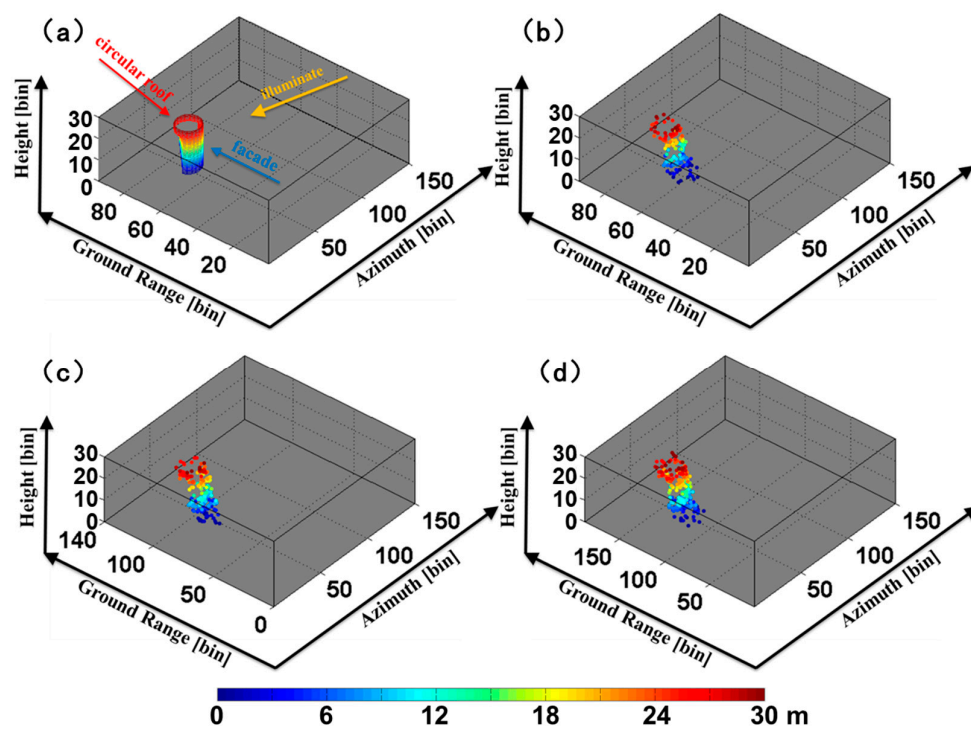 (a)
circular roof
illuminate
facade
Height [bin]
30
20
10
0
80
60
40
20
Ground Range [bin]
50
100
150
Azimuth [bin]
(b)
Height [bin]
30
20
10
0
80
60
40
20
Ground Range [bin]
50
100
150
Azimuth [bin]
(c)
Height [bin]
30
20
10
0
140
100
50
0
Ground Range [bin]
50
100
150
Azimuth [bin]
(d)
Height [bin]
30
20
10
0
150
100
50
Ground Range [bin]
50
100
150
Azimuth [bin]
0 6 12 18 24 30 m